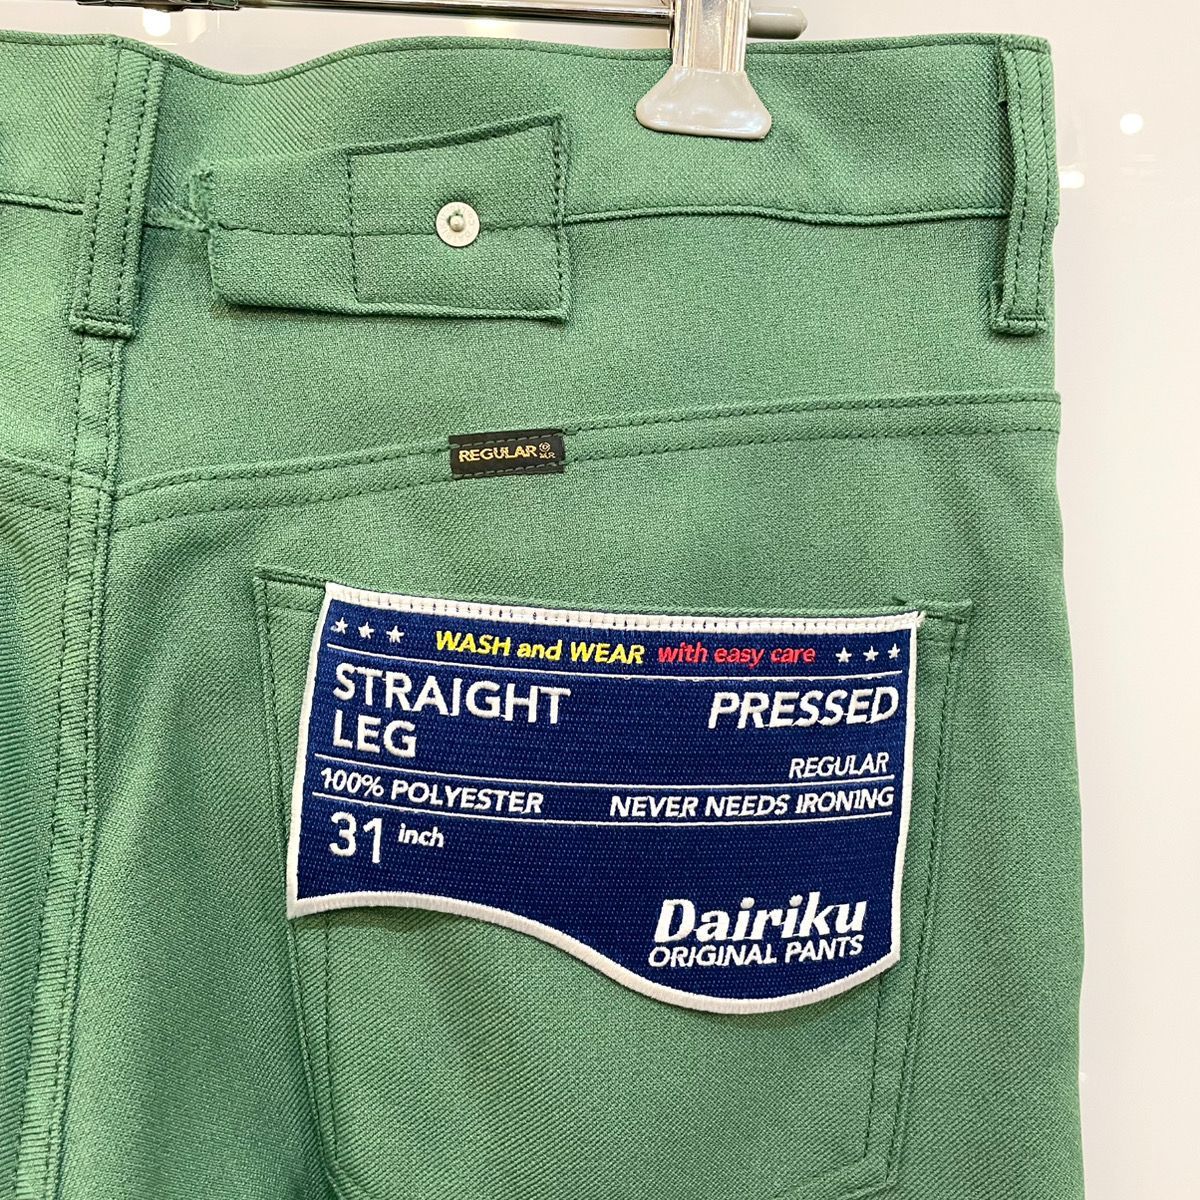 REGULAR
WASH and WEAR with easy care
STRAIGHT LEG
PRESSED
REGULAR
100% POLYESTER
NEVER NEEDS IRONING
31 inch
Dairiku
ORIGINAL PANTS